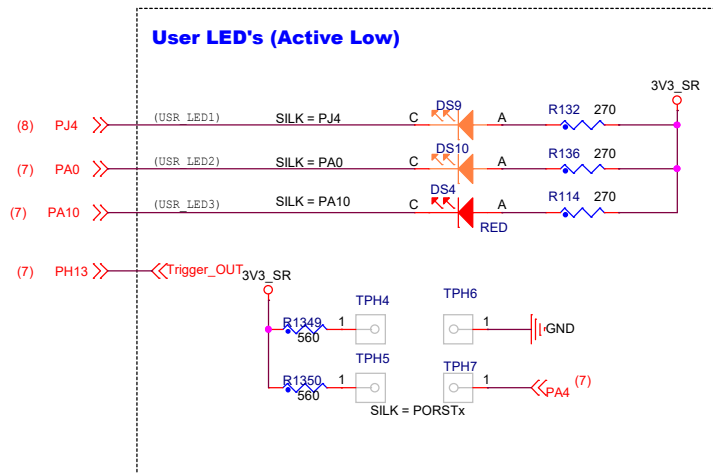 User LED's (Active Low)
3V3_SR
DS9
R132 270
(8) PJ4 (USR_LED1) SILK = PJ4 C A
DS10
R136 270
(7) PA0 (USR_LED2) SILK = PA0 C A
DS4
R114 270
(7) PA10 (USR_LED3) SILK = PA10 C A
RED
(7) PH13 Trigger_OUT
3V3_SR
TPH4 TPH6
R1349 1 1 GND
560
TPH5 TPH7
R1350 1 1 PA4 (7)
560
SILK = PORSTx